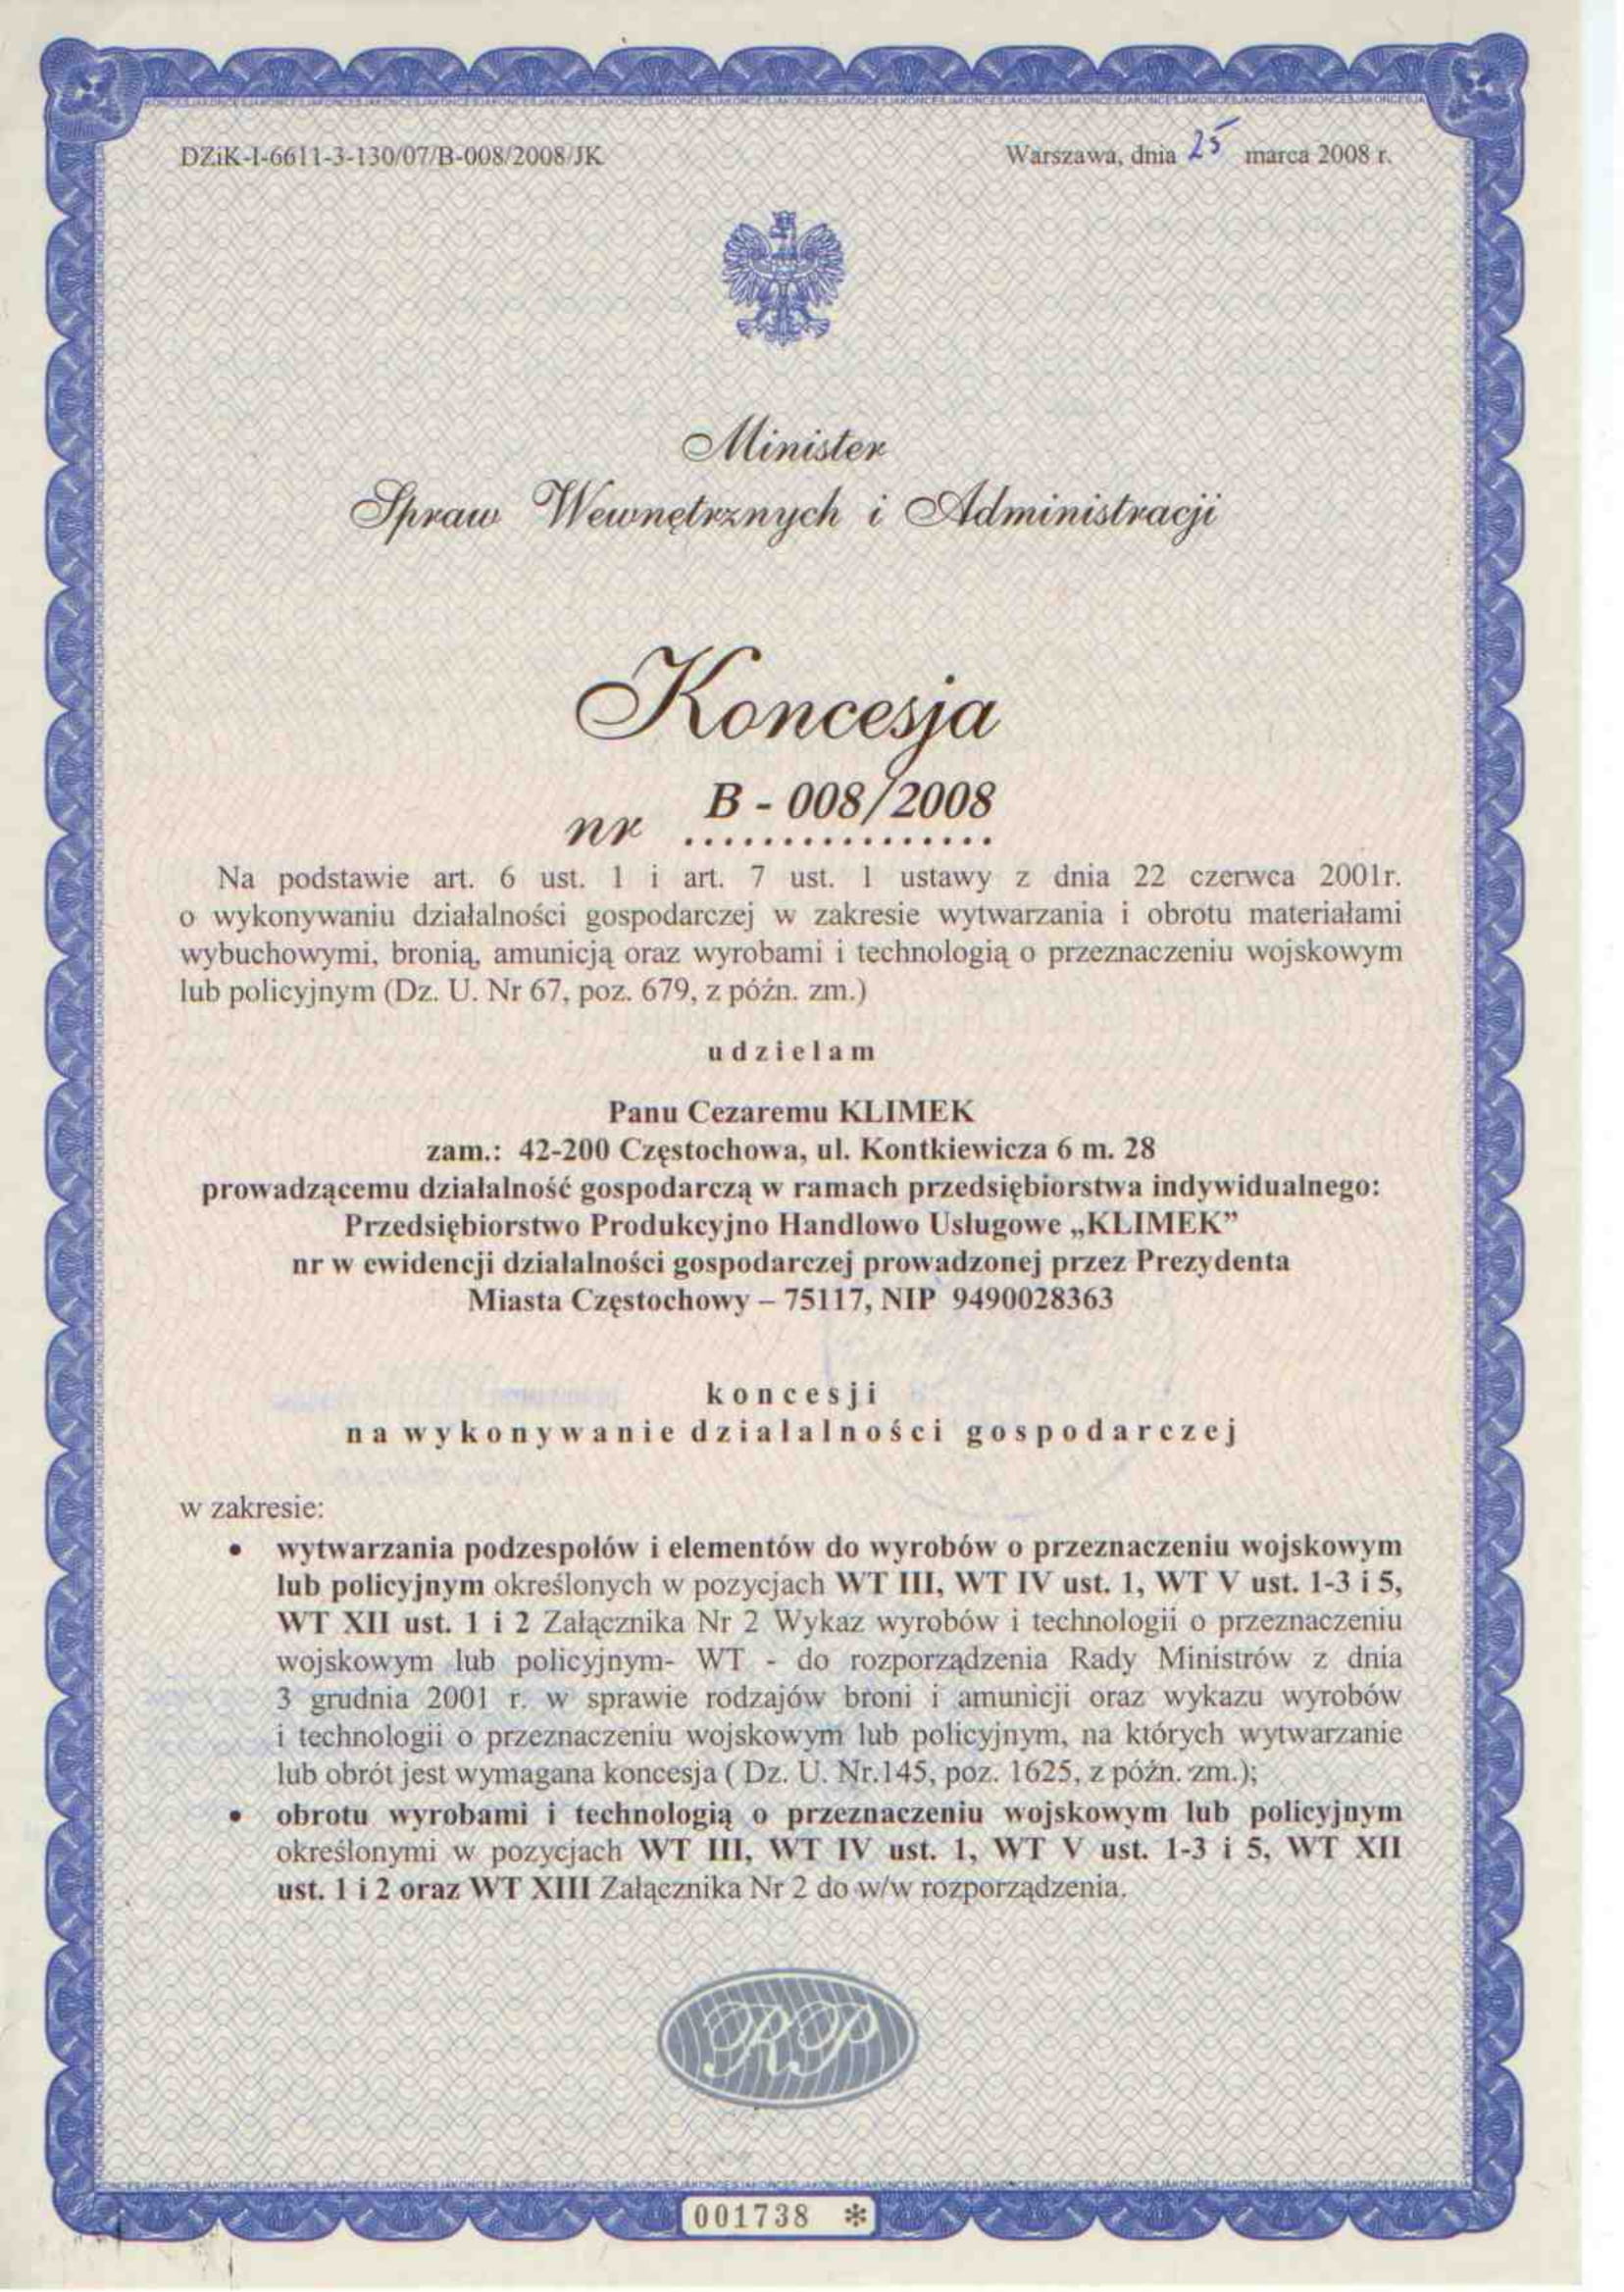 DZiK-I-6611-3-130/07/B-008/2008/JK
Warszawa, dnia 25 marca 2008 r.
Minister
Spraw Wewnętrznych i Administracji
Koncesja
nr B - 008/2008
Na podstawie art. 6 ust. 1 i art. 7 ust. 1 ustawy z dnia 22 czerwca 2001r.
o wykonywaniu działalności gospodarczej w zakresie wytwarzania i obrotu materiałami
wybuchowymi, bronią, amunicją oraz wyrobami i technologią o przeznaczeniu wojskowym
lub policyjnym (Dz. U. Nr 67, poz. 679, z późn. zm.)
udzielam
Panu Cezaremu KLIMEK
zam.: 42-200 Częstochowa, ul. Kontkiewicza 6 m. 28
prowadzącemu działalność gospodarczą w ramach przedsiębiorstwa indywidualnego:
Przedsiębiorstwo Produkcyjno Handlowo Usługowe „KLIMEK”
nr w ewidencji działalności gospodarczej prowadzonej przez Prezydenta
Miasta Częstochowy – 75117, NIP 9490028363
koncesji
na wykonywanie działalności gospodarczej
w zakresie:
• wytwarzania podzespołów i elementów do wyrobów o przeznaczeniu wojskowym
lub policyjnym określonych w pozycjach WT III, WT IV ust. 1, WT V ust. 1-3 i 5,
WT XII ust. 1 i 2 Załącznika Nr 2 Wykaz wyrobów i technologii o przeznaczeniu
wojskowym lub policyjnym- WT - do rozporządzenia Rady Ministrów z dnia
3 grudnia 2001 r. w sprawie rodzajów broni i amunicji oraz wykazu wyrobów
i technologii o przeznaczeniu wojskowym lub policyjnym, na których wytwarzanie
lub obrót jest wymagana koncesja ( Dz. U. Nr.145, poz. 1625, z późn. zm.);
• obrotu wyrobami i technologią o przeznaczeniu wojskowym lub policyjnym
określonymi w pozycjach WT III, WT IV ust. 1, WT V ust. 1-3 i 5, WT XII
ust. 1 i 2 oraz WT XIII Załącznika Nr 2 do w/w rozporządzenia.
RP
001738 *